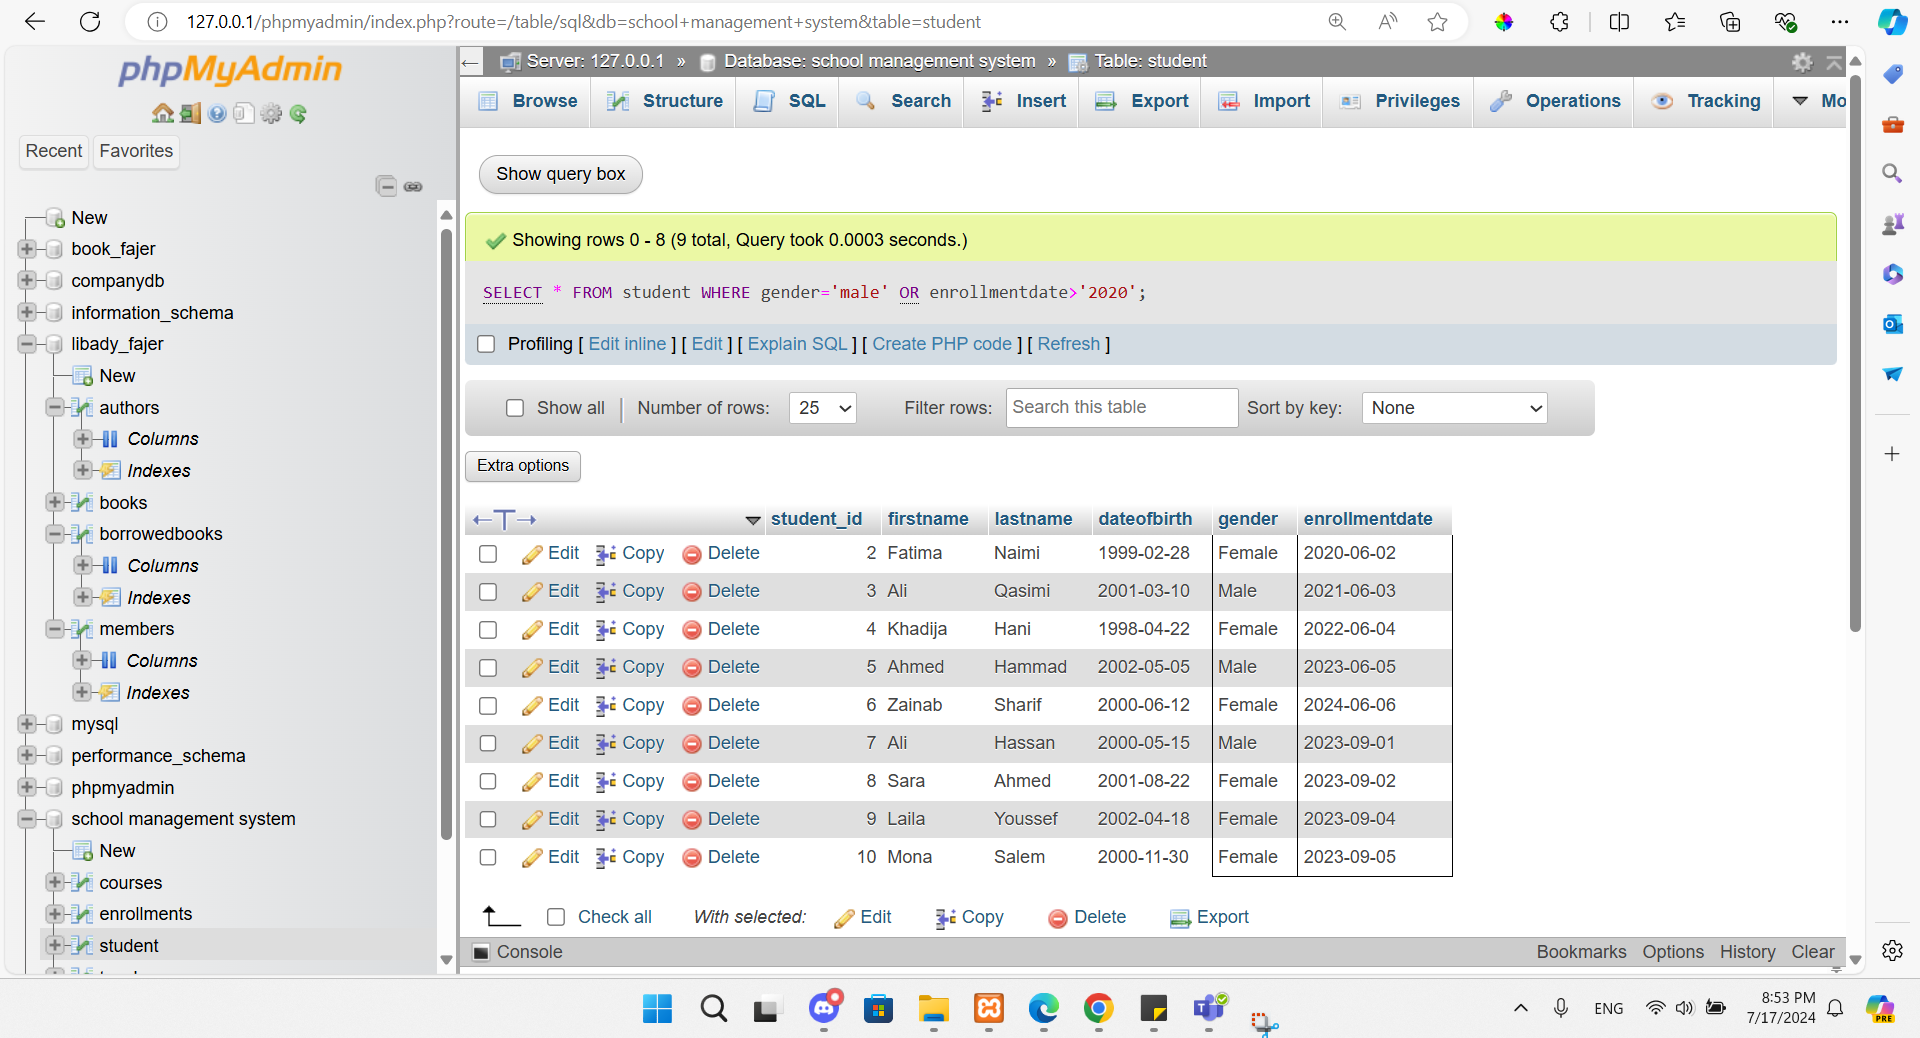 127.0.0.1/phpmyadmin/index.php?route=/table/sql&db=school+management+system&table=student
phpMyAdmin
Recent
Favorites
New
book_fajer
companydb
information_schema
libady_fajer
New
authors
Columns
Indexes
books
borrowedbooks
Columns
Indexes
members
Columns
Indexes
mysql
performance_schema
phpmyadmin
school management system
New
courses
enrollments
student
Server: 127.0.0.1 » Database: school management system » Table: student
Browse Structure SQL Search Insert Export Import Privileges Operations Tracking Mo
Show query box
Showing rows 0 - 8 (9 total, Query took 0.0003 seconds.)
SELECT * FROM student WHERE gender='male' OR enrollmentdate>'2020';
Profiling [ Edit inline ] [ Edit ] [ Explain SQL ] [ Create PHP code ] [ Refresh ]
Show all | Number of rows: 25 Filter rows: Search this table Sort by key: None
Extra options
←T→ student_id firstname lastname dateofbirth gender enrollmentdate
Edit Copy Delete 2 Fatima Naimi 1999-02-28 Female 2020-06-02
Edit Copy Delete 3 Ali Qasimi 2001-03-10 Male 2021-06-03
Edit Copy Delete 4 Khadija Hani 1998-04-22 Female 2022-06-04
Edit Copy Delete 5 Ahmed Hammad 2002-05-05 Male 2023-06-05
Edit Copy Delete 6 Zainab Sharif 2000-06-12 Female 2024-06-06
Edit Copy Delete 7 Ali Hassan 2000-05-15 Male 2023-09-01
Edit Copy Delete 8 Sara Ahmed 2001-08-22 Female 2023-09-02
Edit Copy Delete 9 Laila Youssef 2002-04-18 Female 2023-09-04
Edit Copy Delete 10 Mona Salem 2000-11-30 Female 2023-09-05
Check all With selected: Edit Copy Delete Export
Console Bookmarks Options History Clear
ENG
8:53 PM
7/17/2024
PRE